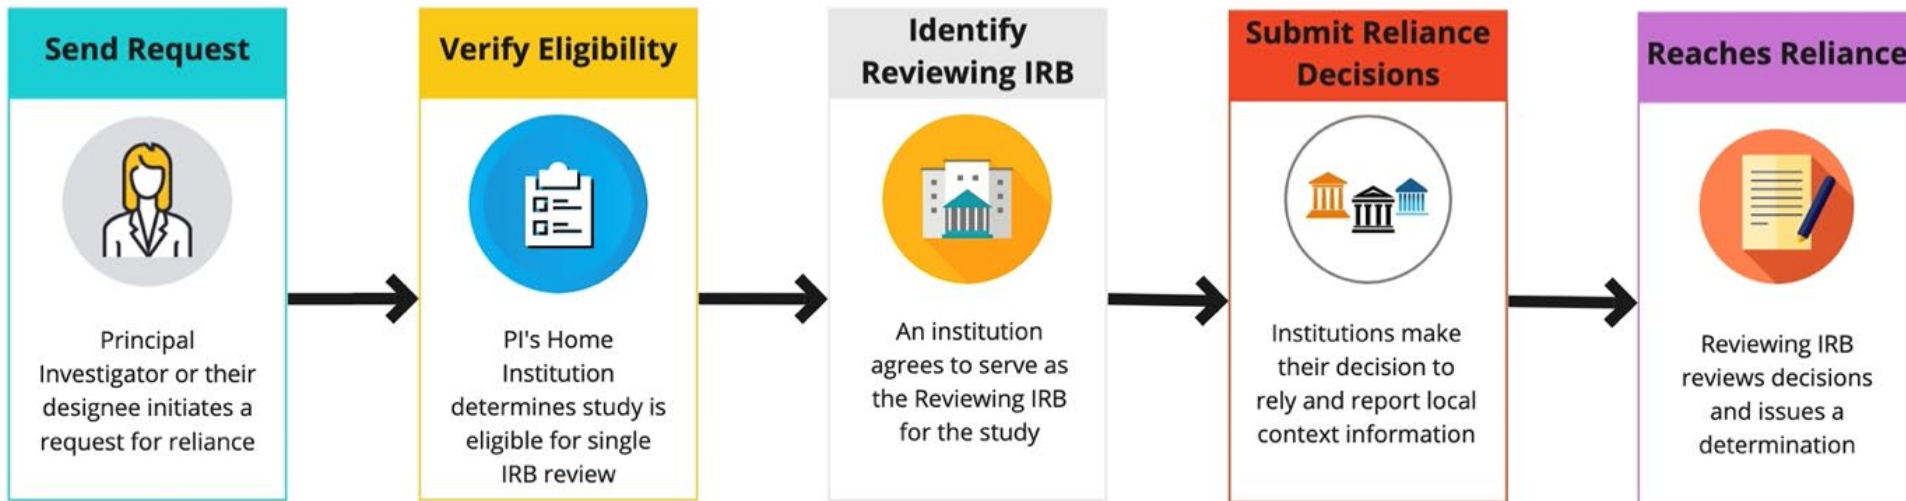 Send Request
Principal
Investigator or their
designee initiates a
request for reliance
Verify Eligibility
PI's Home
Institution
determines study is
eligible for single
IRB review
Identify
Reviewing IRB
An institution
agrees to serve as
the Reviewing IRB
for the study
Submit Reliance
Decisions
Institutions make
their decision to
rely and report local
context information
Reaches Reliance
Reviewing IRB
reviews decisions
and issues a
determination